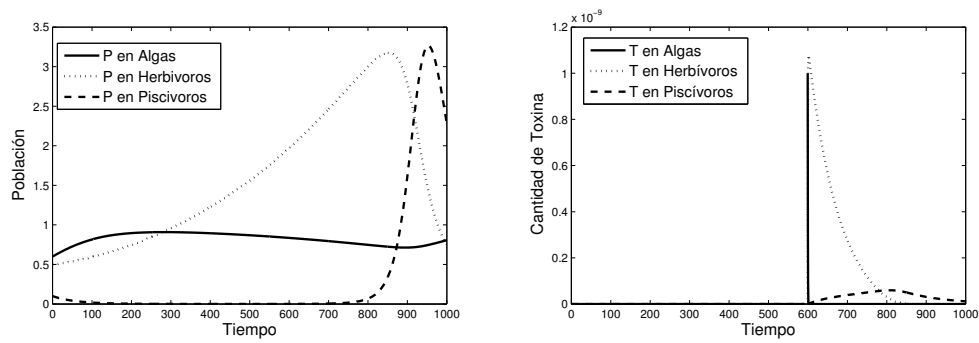 3.5
3
2.5
2
1.5
1
0.5
0
Población
P en Algas
P en Herbivoros
P en Piscivoros
0 100 200 300 400 500 600 700 800 900 1000
Tiempo
x 10⁻⁹
1.2
1
0.8
0.6
0.4
0.2
0
Cantidad de Toxina
T en Algas
T en Herbívoros
T en Piscívoros
0 100 200 300 400 500 600 700 800 900 1000
Tiempo